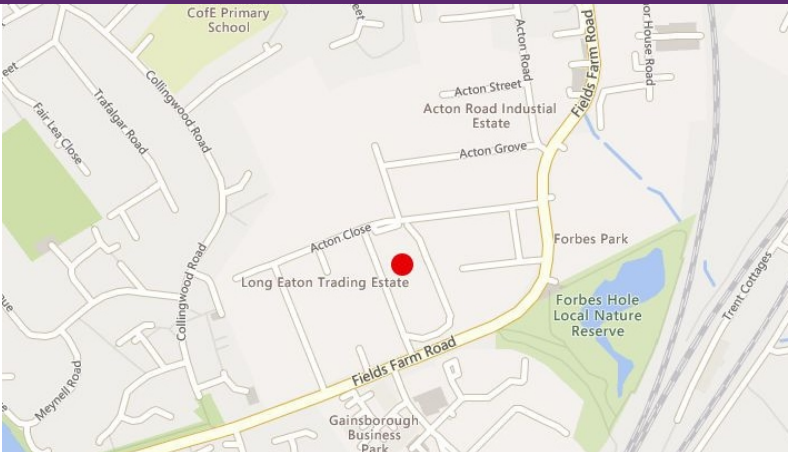 CofE Primary
School
Collingwood Road
Trafalgar Road
Fair Lea Close
Acton Road
Acton Street
Acton Road Industial
Estate
Fields Farm Road
House Road
Acton Grove
Acton Close
Long Eaton Trading Estate
Forbes Park
Forbes Hole
Local Nature
Reserve
Trent Cottages
Collingwood Road
Meynell Road
Fields Farm Road
Gainsborough
Business
Park